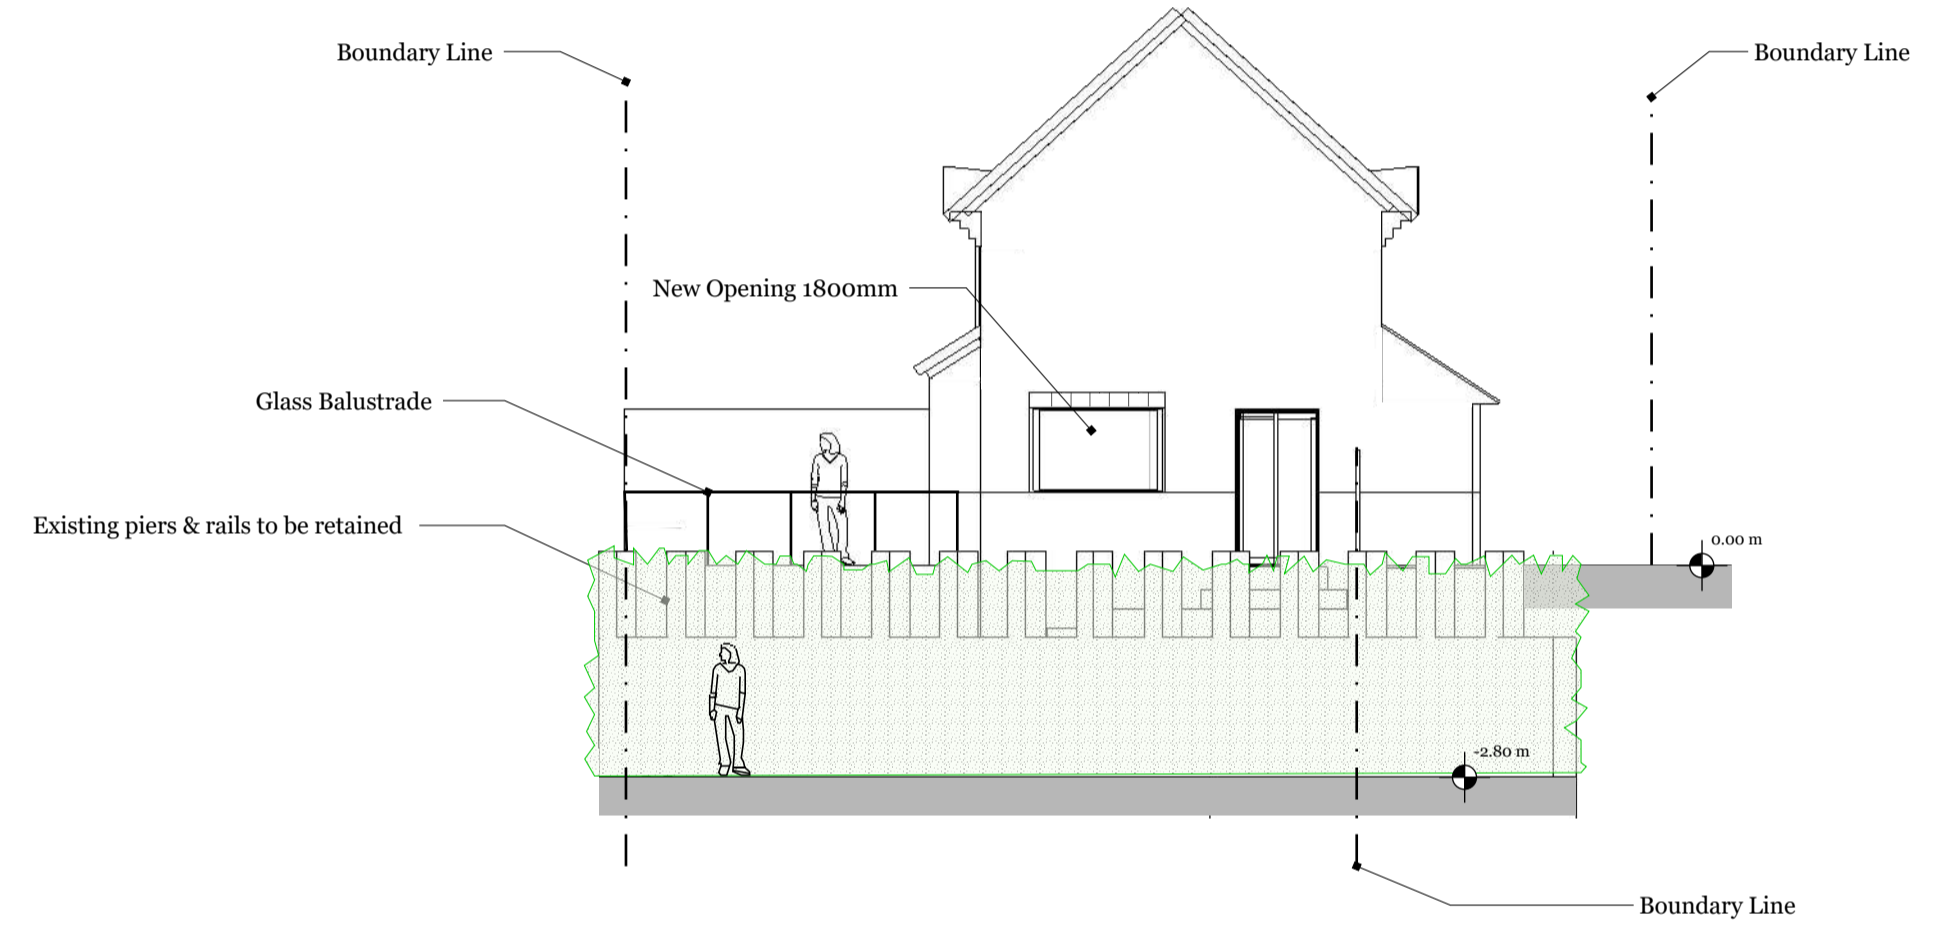 Boundary Line
Boundary Line
New Opening 1800mm
Glass Balustrade
Existing piers & rails to be retained
0.00 m
-2.80 m
Boundary Line